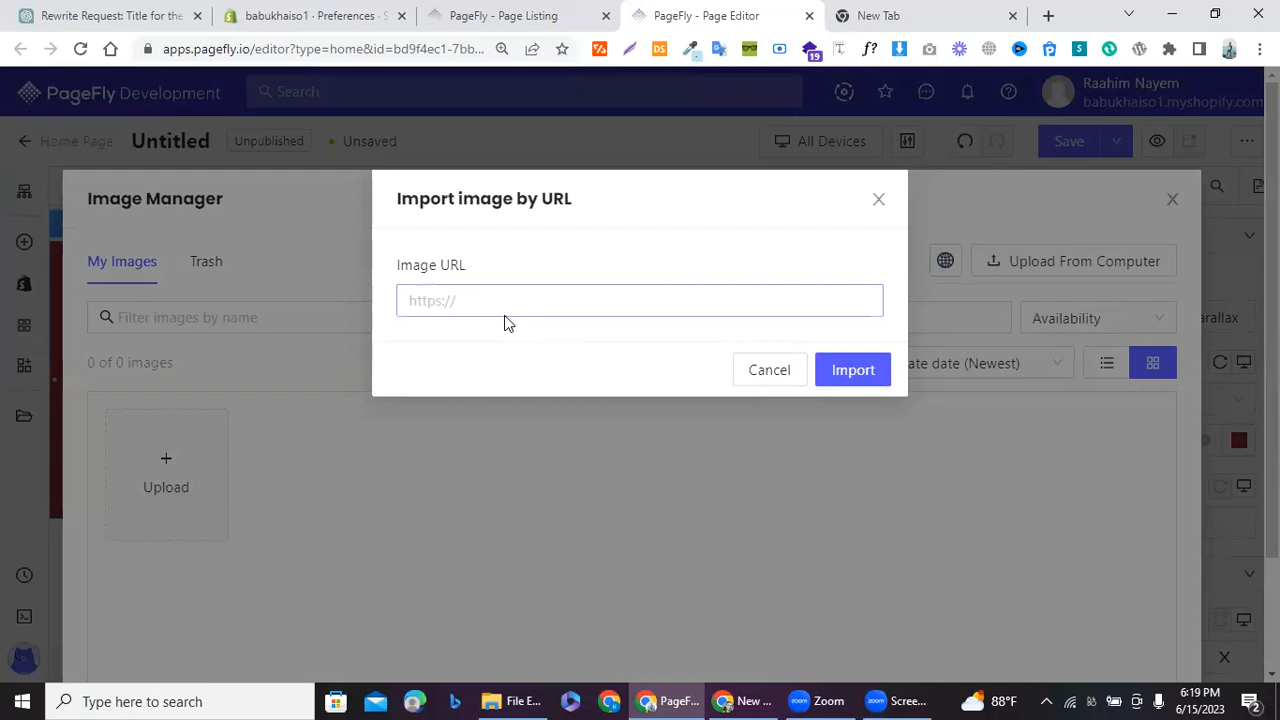 Rewrite Request: Title for the
babukhaiso1 · Preferences · S
PageFly - Page Listing
PageFly - Page Editor
New Tab
apps.pagefly.io/editor?type=home&id=bd9f4ec1-7bb...
19
PageFly Development
Search
Raahim Nayem
babukhaiso1.myshopify.com
Home Page
Untitled
Unpublished
Unsaved
All Devices
Save
Image Manager
Import image by URL
My Images
Trash
Image URL
Upload From Computer
https://
Filter images by name
Availability
arallax
0 of 0 images
Cancel
Import
ate date (Newest)
Upload
Type here to search
File E...
PageF...
New ...
Zoom
Scree...
88°F
6:19 PM
6/15/2023
2